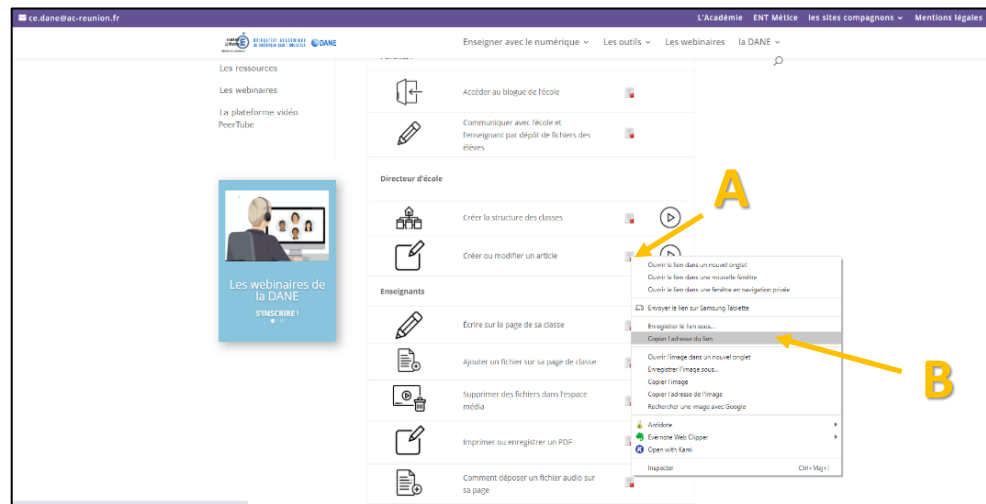 ce.dane@ac-reunion.fr
L'Académie ENT Métice les sites compagnons Mentions légales
DANE
Enseigner avec le numérique Les outils Les webinaires la DANE
Les ressources
Les webinaires
La plateforme vidéo
PeerTube
Accéder au blogue de l'école
Communiquer avec l'école et
l'enseignant par dépôt de fichiers des
élèves
Directeur d'école
A
Créer la structure des classes
Créer ou modifier un article
Les webinaires de
la DANE
S'INSCRIRE !
Enseignants
Écrire sur la page de sa classe
Ajouter un fichier sur sa page de classe
Supprimer des fichiers dans l'espace
média
Imprimer ou enregistrer un PDF
Comment déposer un fichier audio sur
sa page
Ouvrir le lien dans un nouvel onglet
Ouvrir le lien dans une nouvelle fenêtre
Ouvrir le lien dans une fenêtre en navigation privée
Envoyer le lien sur Samsung Tablette
Enregistrer le lien sous...
Copier l'adresse du lien
Ouvrir l'image dans un nouvel onglet
Enregistrer l'image sous...
Copier l'image
Copier l'adresse de l'image
Rechercher une image avec Google
Antidote
Evernote Web Clipper
Open with Kami
Inspecter Ctrl+Maj+I
B